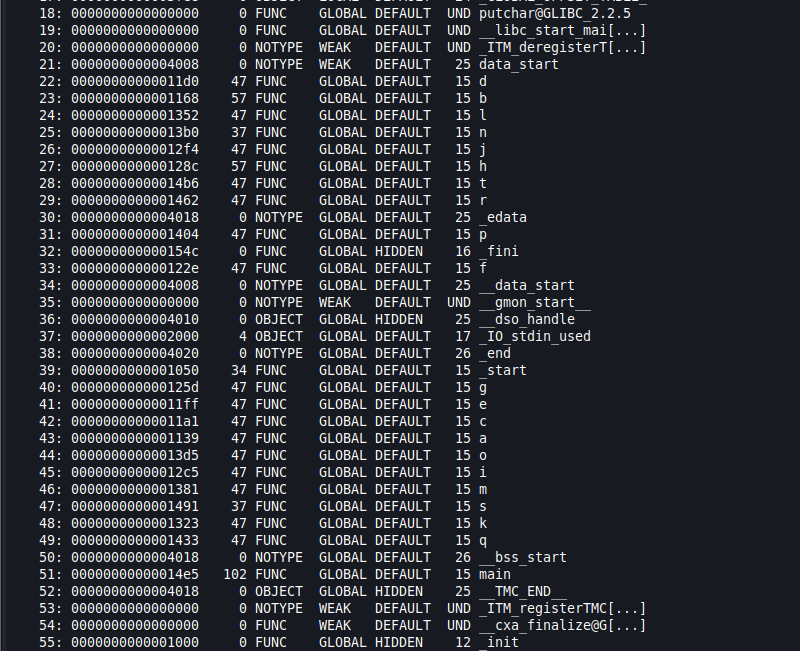 18: 0000000000000000     0 FUNC    GLOBAL DEFAULT  UND putchar@GLIBC_2.2.5
19: 0000000000000000     0 FUNC    GLOBAL DEFAULT  UND __libc_start_mai[...]
20: 0000000000000000     0 NOTYPE  WEAK   DEFAULT  UND _ITM_deregisterT[...]
21: 0000000000004008     0 NOTYPE  WEAK   DEFAULT   25 data_start
22: 00000000000011d0    47 FUNC    GLOBAL DEFAULT   15 d
23: 0000000000001168    57 FUNC    GLOBAL DEFAULT   15 b
24: 0000000000001352    47 FUNC    GLOBAL DEFAULT   15 l
25: 00000000000013b0    37 FUNC    GLOBAL DEFAULT   15 n
26: 00000000000012f4    47 FUNC    GLOBAL DEFAULT   15 j
27: 000000000000128c    57 FUNC    GLOBAL DEFAULT   15 h
28: 00000000000014b6    47 FUNC    GLOBAL DEFAULT   15 t
29: 0000000000001462    47 FUNC    GLOBAL DEFAULT   15 r
30: 0000000000004018     0 NOTYPE  GLOBAL DEFAULT   25 _edata
31: 0000000000001404    47 FUNC    GLOBAL DEFAULT   15 p
32: 000000000000154c     0 FUNC    GLOBAL HIDDEN    16 _fini
33: 000000000000122e    47 FUNC    GLOBAL DEFAULT   15 f
34: 0000000000004008     0 NOTYPE  GLOBAL DEFAULT   25 __data_start
35: 0000000000000000     0 NOTYPE  WEAK   DEFAULT  UND __gmon_start__
36: 0000000000004010     0 OBJECT  GLOBAL HIDDEN    25 __dso_handle
37: 0000000000002000     4 OBJECT  GLOBAL DEFAULT   17 _IO_stdin_used
38: 0000000000004020     0 NOTYPE  GLOBAL DEFAULT   26 _end
39: 0000000000001050    34 FUNC    GLOBAL DEFAULT   15 _start
40: 000000000000125d    47 FUNC    GLOBAL DEFAULT   15 g
41: 00000000000011ff    47 FUNC    GLOBAL DEFAULT   15 e
42: 00000000000011a1    47 FUNC    GLOBAL DEFAULT   15 c
43: 0000000000001139    47 FUNC    GLOBAL DEFAULT   15 a
44: 00000000000013d5    47 FUNC    GLOBAL DEFAULT   15 o
45: 00000000000012c5    47 FUNC    GLOBAL DEFAULT   15 i
46: 0000000000001381    47 FUNC    GLOBAL DEFAULT   15 m
47: 0000000000001491    37 FUNC    GLOBAL DEFAULT   15 s
48: 0000000000001323    47 FUNC    GLOBAL DEFAULT   15 k
49: 0000000000001433    47 FUNC    GLOBAL DEFAULT   15 q
50: 0000000000004018     0 NOTYPE  GLOBAL DEFAULT   26 __bss_start
51: 00000000000014e5   102 FUNC    GLOBAL DEFAULT   15 main
52: 0000000000004018     0 OBJECT  GLOBAL HIDDEN    25 __TMC_END__
53: 0000000000000000     0 NOTYPE  WEAK   DEFAULT  UND _ITM_registerTMC[...]
54: 0000000000000000     0 FUNC    WEAK   DEFAULT  UND __cxa_finalize@G[...]
55: 0000000000001000     0 FUNC    GLOBAL HIDDEN    12 _init